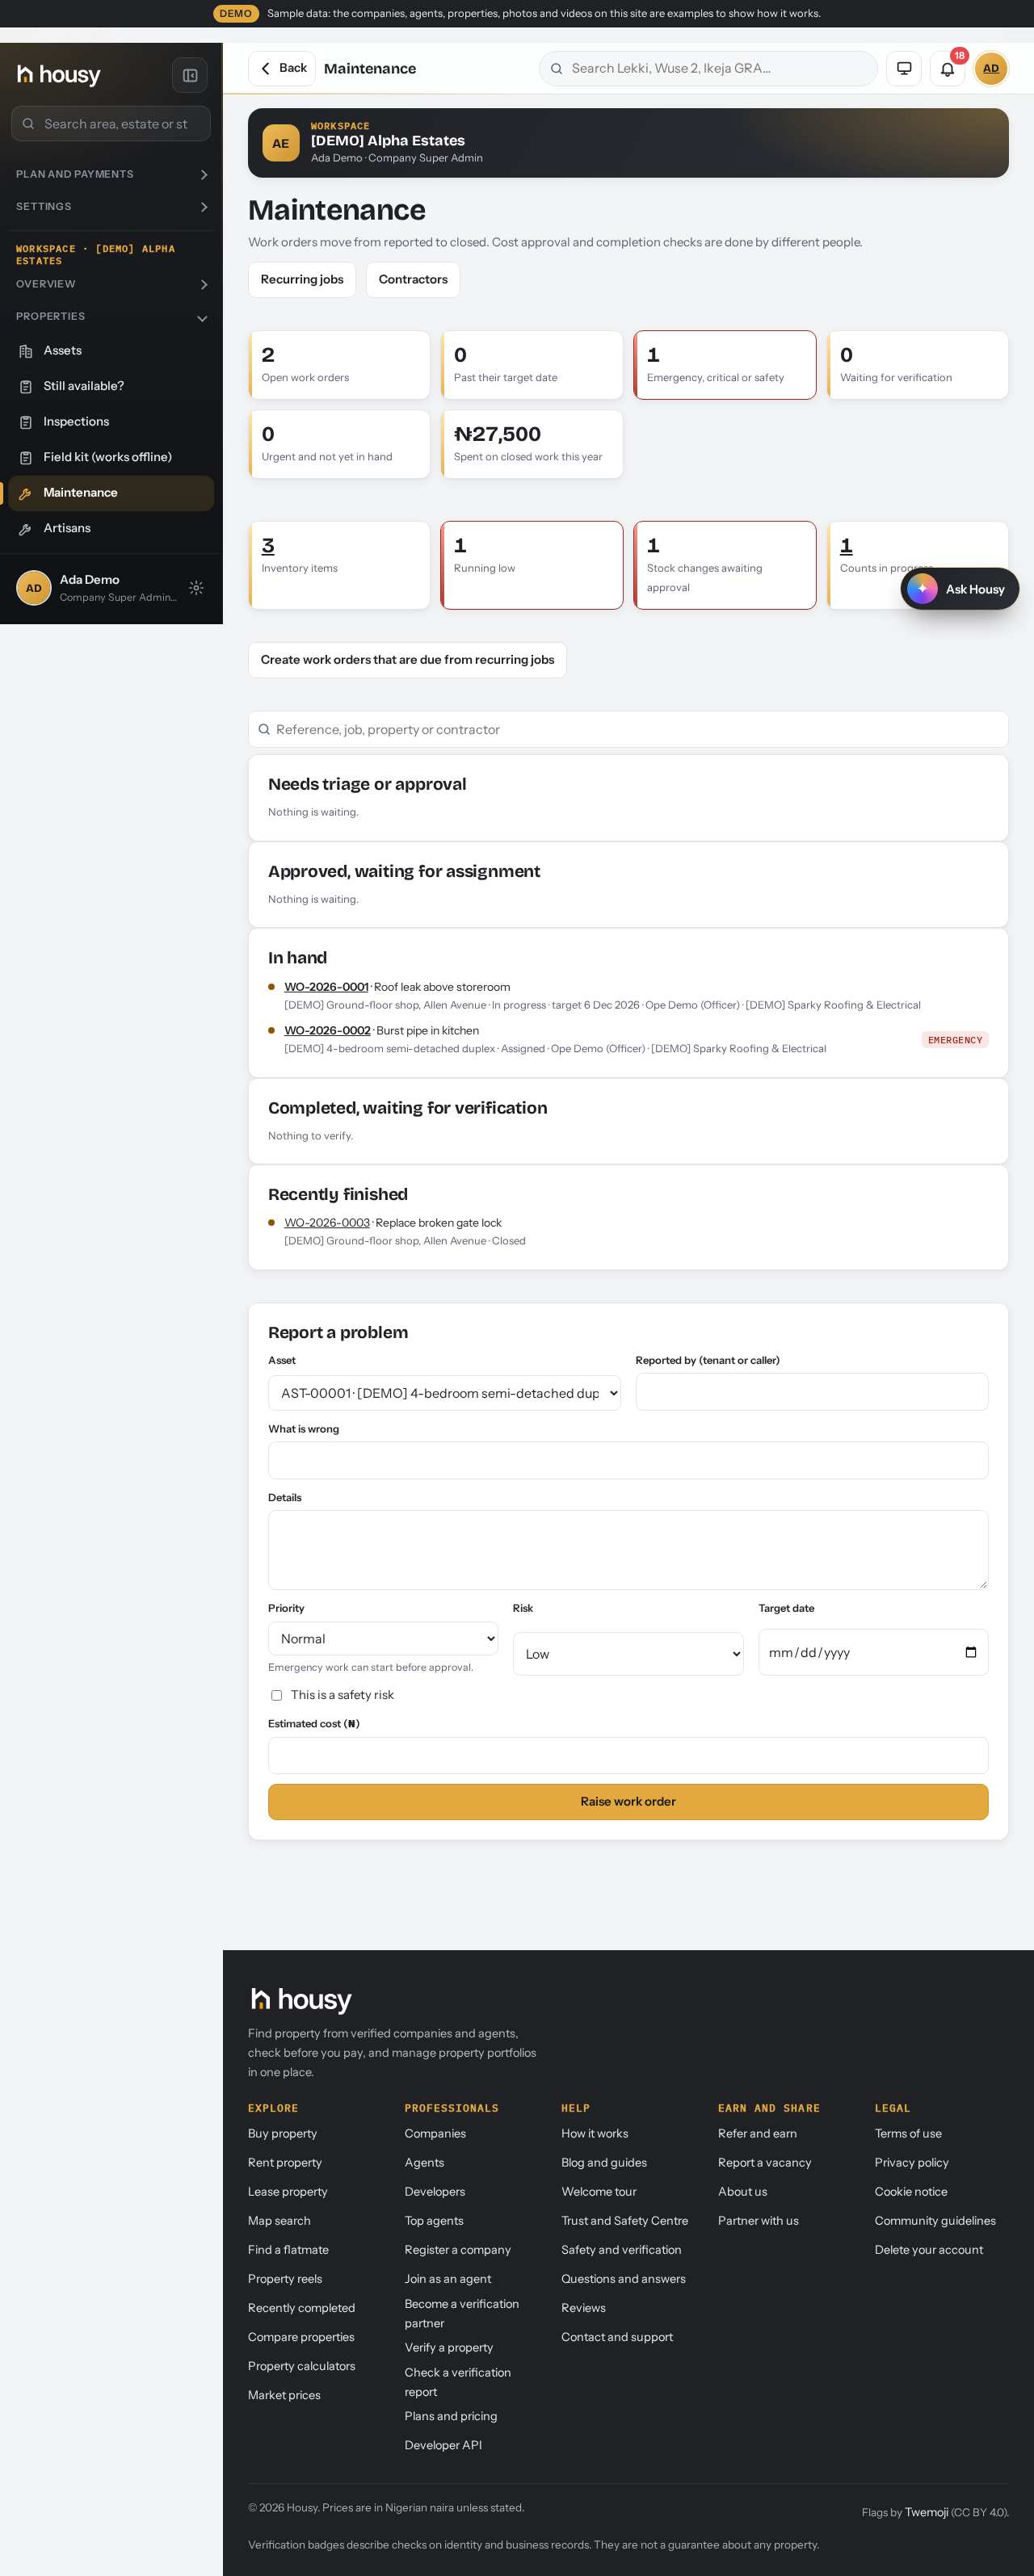 DEMO Sample data: the companies, agents, properties, photos and videos on this site are examples to show how it works.
housy
Search area, estate or st
PLAN AND PAYMENTS
SETTINGS
WORKSPACE · [DEMO] ALPHA
ESTATES
OVERVIEW
PROPERTIES
Assets
Still available?
Inspections
Field kit (works offline)
Maintenance
Artisans
AD
Ada Demo
Company Super Admin...
Back
Maintenance
Search Lekki, Wuse 2, Ikeja GRA...
18
AD
AE
WORKSPACE
[DEMO] Alpha Estates
Ada Demo · Company Super Admin
Maintenance
Work orders move from reported to closed. Cost approval and completion checks are done by different people.
Recurring jobs
Contractors
2
Open work orders
0
Past their target date
1
Emergency, critical or safety
0
Waiting for verification
0
Urgent and not yet in hand
₦27,500
Spent on closed work this year
3
Inventory items
1
Running low
1
Stock changes awaiting
approval
1
Counts in progress
Ask Housy
Create work orders that are due from recurring jobs
Reference, job, property or contractor
Needs triage or approval
Nothing is waiting.
Approved, waiting for assignment
Nothing is waiting.
In hand
WO-2026-0001 · Roof leak above storeroom
[DEMO] Ground-floor shop, Allen Avenue · In progress · target 6 Dec 2026 · Ope Demo (Officer) · [DEMO] Sparky Roofing & Electrical
WO-2026-0002 · Burst pipe in kitchen
[DEMO] 4-bedroom semi-detached duplex · Assigned · Ope Demo (Officer) · [DEMO] Sparky Roofing & Electrical
EMERGENCY
Completed, waiting for verification
Nothing to verify.
Recently finished
WO-2026-0003 · Replace broken gate lock
[DEMO] Ground-floor shop, Allen Avenue · Closed
Report a problem
Asset
Reported by (tenant or caller)
AST-00001 · [DEMO] 4-bedroom semi-detached dup
What is wrong
Details
Priority
Risk
Target date
Normal
Low
mm/dd/yyyy
Emergency work can start before approval.
This is a safety risk
Estimated cost (₦)
Raise work order
housy
Find property from verified companies and agents,
check before you pay, and manage property portfolios
in one place.
EXPLORE
Buy property
Rent property
Lease property
Map search
Find a flatmate
Property reels
Recently completed
Compare properties
Property calculators
Market prices
PROFESSIONALS
Companies
Agents
Developers
Top agents
Register a company
Join as an agent
Become a verification
partner
Verify a property
Check a verification
report
Plans and pricing
Developer API
HELP
How it works
Blog and guides
Welcome tour
Trust and Safety Centre
Safety and verification
Questions and answers
Reviews
Contact and support
EARN AND SHARE
Refer and earn
Report a vacancy
About us
Partner with us
LEGAL
Terms of use
Privacy policy
Cookie notice
Community guidelines
Delete your account
© 2026 Housy. Prices are in Nigerian naira unless stated.
Flags by Twemoji (CC BY 4.0).
Verification badges describe checks on identity and business records. They are not a guarantee about any property.